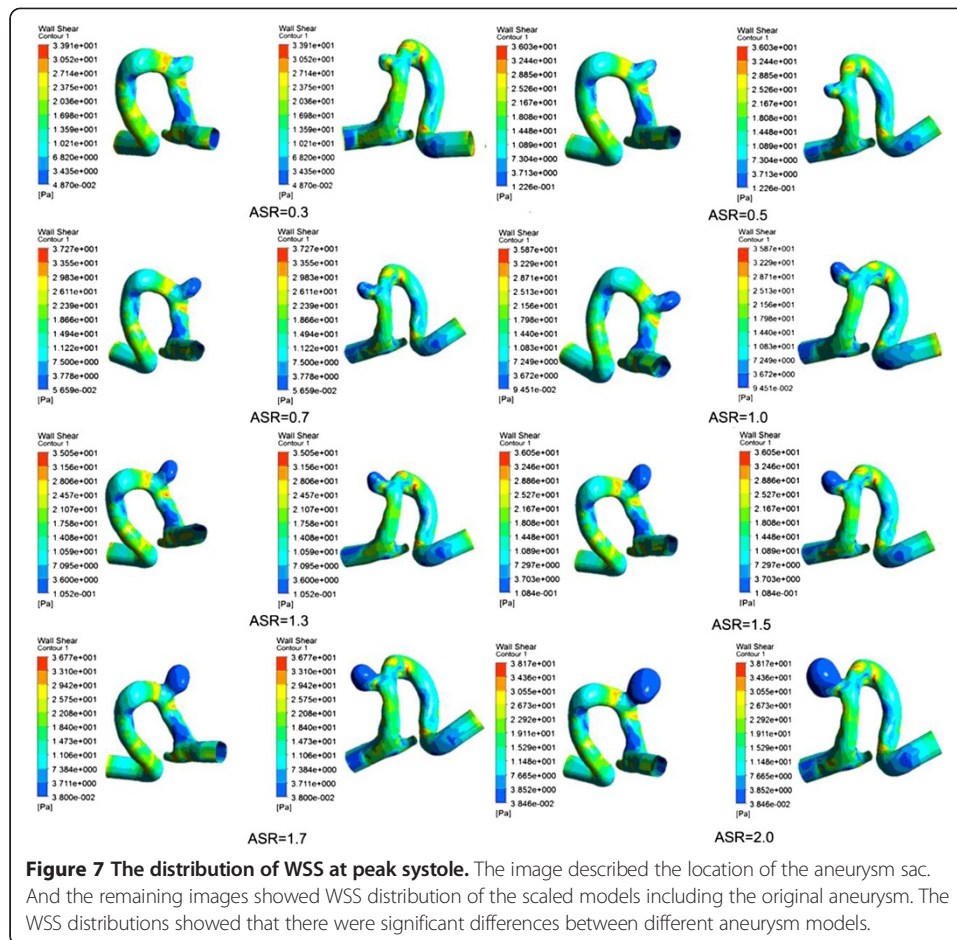 Wall Shear
Contour 1
3.391e+001
3.052e+001
2.714e+001
2.375e+001
2.036e+001
1.698e+001
1.359e+001
1.021e+001
6.820e+000
3.435e+000
4.870e-002
[Pa]
Wall Shear
Contour 1
3.391e+001
3.052e+001
2.714e+001
2.375e+001
2.036e+001
1.698e+001
1.359e+001
1.021e+001
6.820e+000
3.435e+000
4.870e-002
[Pa]
ASR=0.3
Wall Shear
Contour 1
3.603e+001
3.244e+001
2.885e+001
2.526e+001
2.167e+001
1.808e+001
1.448e+001
1.089e+001
7.304e+000
3.713e+000
1.226e-001
[Pa]
Wall Shear
Contour 1
3.603e+001
3.244e+001
2.885e+001
2.526e+001
2.167e+001
1.808e+001
1.448e+001
1.089e+001
7.304e+000
3.713e+000
1.226e-001
[Pa]
ASR=0.5
Wall Shear
Contour 1
3.727e+001
3.355e+001
2.983e+001
2.611e+001
2.239e+001
1.866e+001
1.494e+001
1.122e+001
7.500e+000
3.778e+000
5.659e-002
[Pa]
Wall Shear
Contour 1
3.727e+001
3.355e+001
2.983e+001
2.611e+001
2.239e+001
1.866e+001
1.494e+001
1.122e+001
7.500e+000
3.778e+000
5.659e-002
[Pa]
ASR=0.7
Wall Shear
Contour 1
3.587e+001
3.229e+001
2.871e+001
2.513e+001
2.156e+001
1.798e+001
1.440e+001
1.083e+001
7.249e+000
3.672e+000
9.451e-002
[Pa]
Wall Shear
Contour 1
3.587e+001
3.229e+001
2.871e+001
2.513e+001
2.156e+001
1.798e+001
1.440e+001
1.083e+001
7.249e+000
3.672e+000
9.451e-002
[Pa]
ASR=1.0
Wall Shear
Contour 1
3.505e+001
3.156e+001
2.806e+001
2.457e+001
2.107e+001
1.758e+001
1.408e+001
1.059e+001
7.095e+000
3.600e+000
1.052e-001
[Pa]
Wall Shear
Contour 1
3.505e+001
3.156e+001
2.806e+001
2.457e+001
2.107e+001
1.758e+001
1.408e+001
1.059e+001
7.095e+000
3.600e+000
1.052e-001
[Pa]
ASR=1.3
Wall Shear
Contour 1
3.605e+001
3.246e+001
2.886e+001
2.527e+001
2.167e+001
1.808e+001
1.448e+001
1.089e+001
7.297e+000
3.703e+000
1.084e-001
[Pa]
Wall Shear
Contour 1
3.605e+001
3.246e+001
2.886e+001
2.527e+001
2.167e+001
1.808e+001
1.448e+001
1.089e+001
7.297e+000
3.703e+000
1.084e-001
[Pa]
ASR=1.5
Wall Shear
Contour 1
3.677e+001
3.310e+001
2.942e+001
2.575e+001
2.208e+001
1.840e+001
1.473e+001
1.106e+001
7.384e+000
3.711e+000
3.800e-002
[Pa]
Wall Shear
Contour 1
3.677e+001
3.310e+001
2.942e+001
2.575e+001
2.208e+001
1.840e+001
1.473e+001
1.106e+001
7.384e+000
3.711e+000
3.800e-002
[Pa]
ASR=1.7
Wall Shear
Contour 1
3.817e+001
3.436e+001
3.055e+001
2.673e+001
2.292e+001
1.911e+001
1.529e+001
1.148e+001
7.665e+000
3.852e+000
3.846e-002
[Pa]
Wall Shear
Contour 1
3.817e+001
3.436e+001
3.055e+001
2.673e+001
2.292e+001
1.911e+001
1.529e+001
1.148e+001
7.665e+000
3.852e+000
3.846e-002
[Pa]
ASR=2.0
Figure 7 The distribution of WSS at peak systole. The image described the location of the aneurysm sac.
And the remaining images showed WSS distribution of the scaled models including the original aneurysm. The
WSS distributions showed that there were significant differences between different aneurysm models.